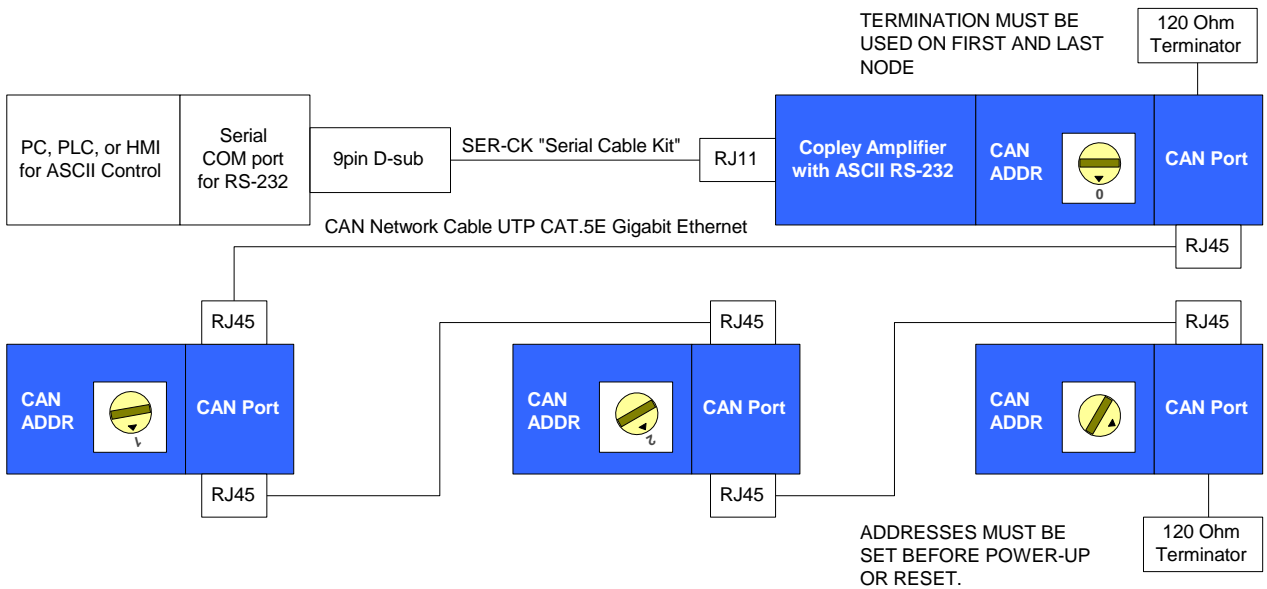 TERMINATION MUST BE
USED ON FIRST AND LAST
NODE
120 Ohm
Terminator
PC, PLC, or HMI
for ASCII Control
Serial
COM port
for RS-232
9pin D-sub
SER-CK "Serial Cable Kit"
RJ11
Copley Amplifier
with ASCII RS-232
CAN
ADDR
0
CAN Port
RJ45
CAN Network Cable UTP CAT.5E Gigabit Ethernet
RJ45
RJ45
RJ45
CAN
ADDR
1
CAN Port
CAN
ADDR
2
CAN Port
CAN
ADDR
CAN Port
RJ45
RJ45
ADDRESSES MUST BE
SET BEFORE POWER-UP
OR RESET.
120 Ohm
Terminator